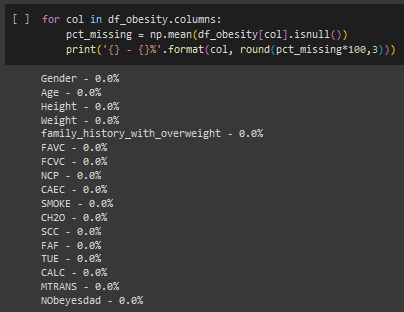 [ ] for col in df_obesity.columns:
pct_missing = np.mean(df_obesity[col].isnull())
print('{} - {}%'.format(col, round(pct_missing*100,3)))
Gender - 0.0%
Age - 0.0%
Height - 0.0%
Weight - 0.0%
family_history_with_overweight - 0.0%
FAVC - 0.0%
FCVC - 0.0%
NCP - 0.0%
CAEC - 0.0%
SMOKE - 0.0%
CH2O - 0.0%
SCC - 0.0%
FAF - 0.0%
TUE - 0.0%
CALC - 0.0%
MTRANS - 0.0%
NObeyesdad - 0.0%